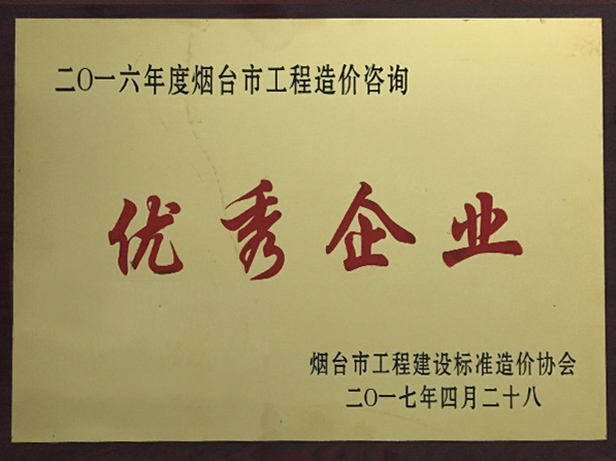 二〇一六年度烟台市工程造价咨询
优秀企业
烟台市工程建设标准造价协会
二〇一七年四月二十八